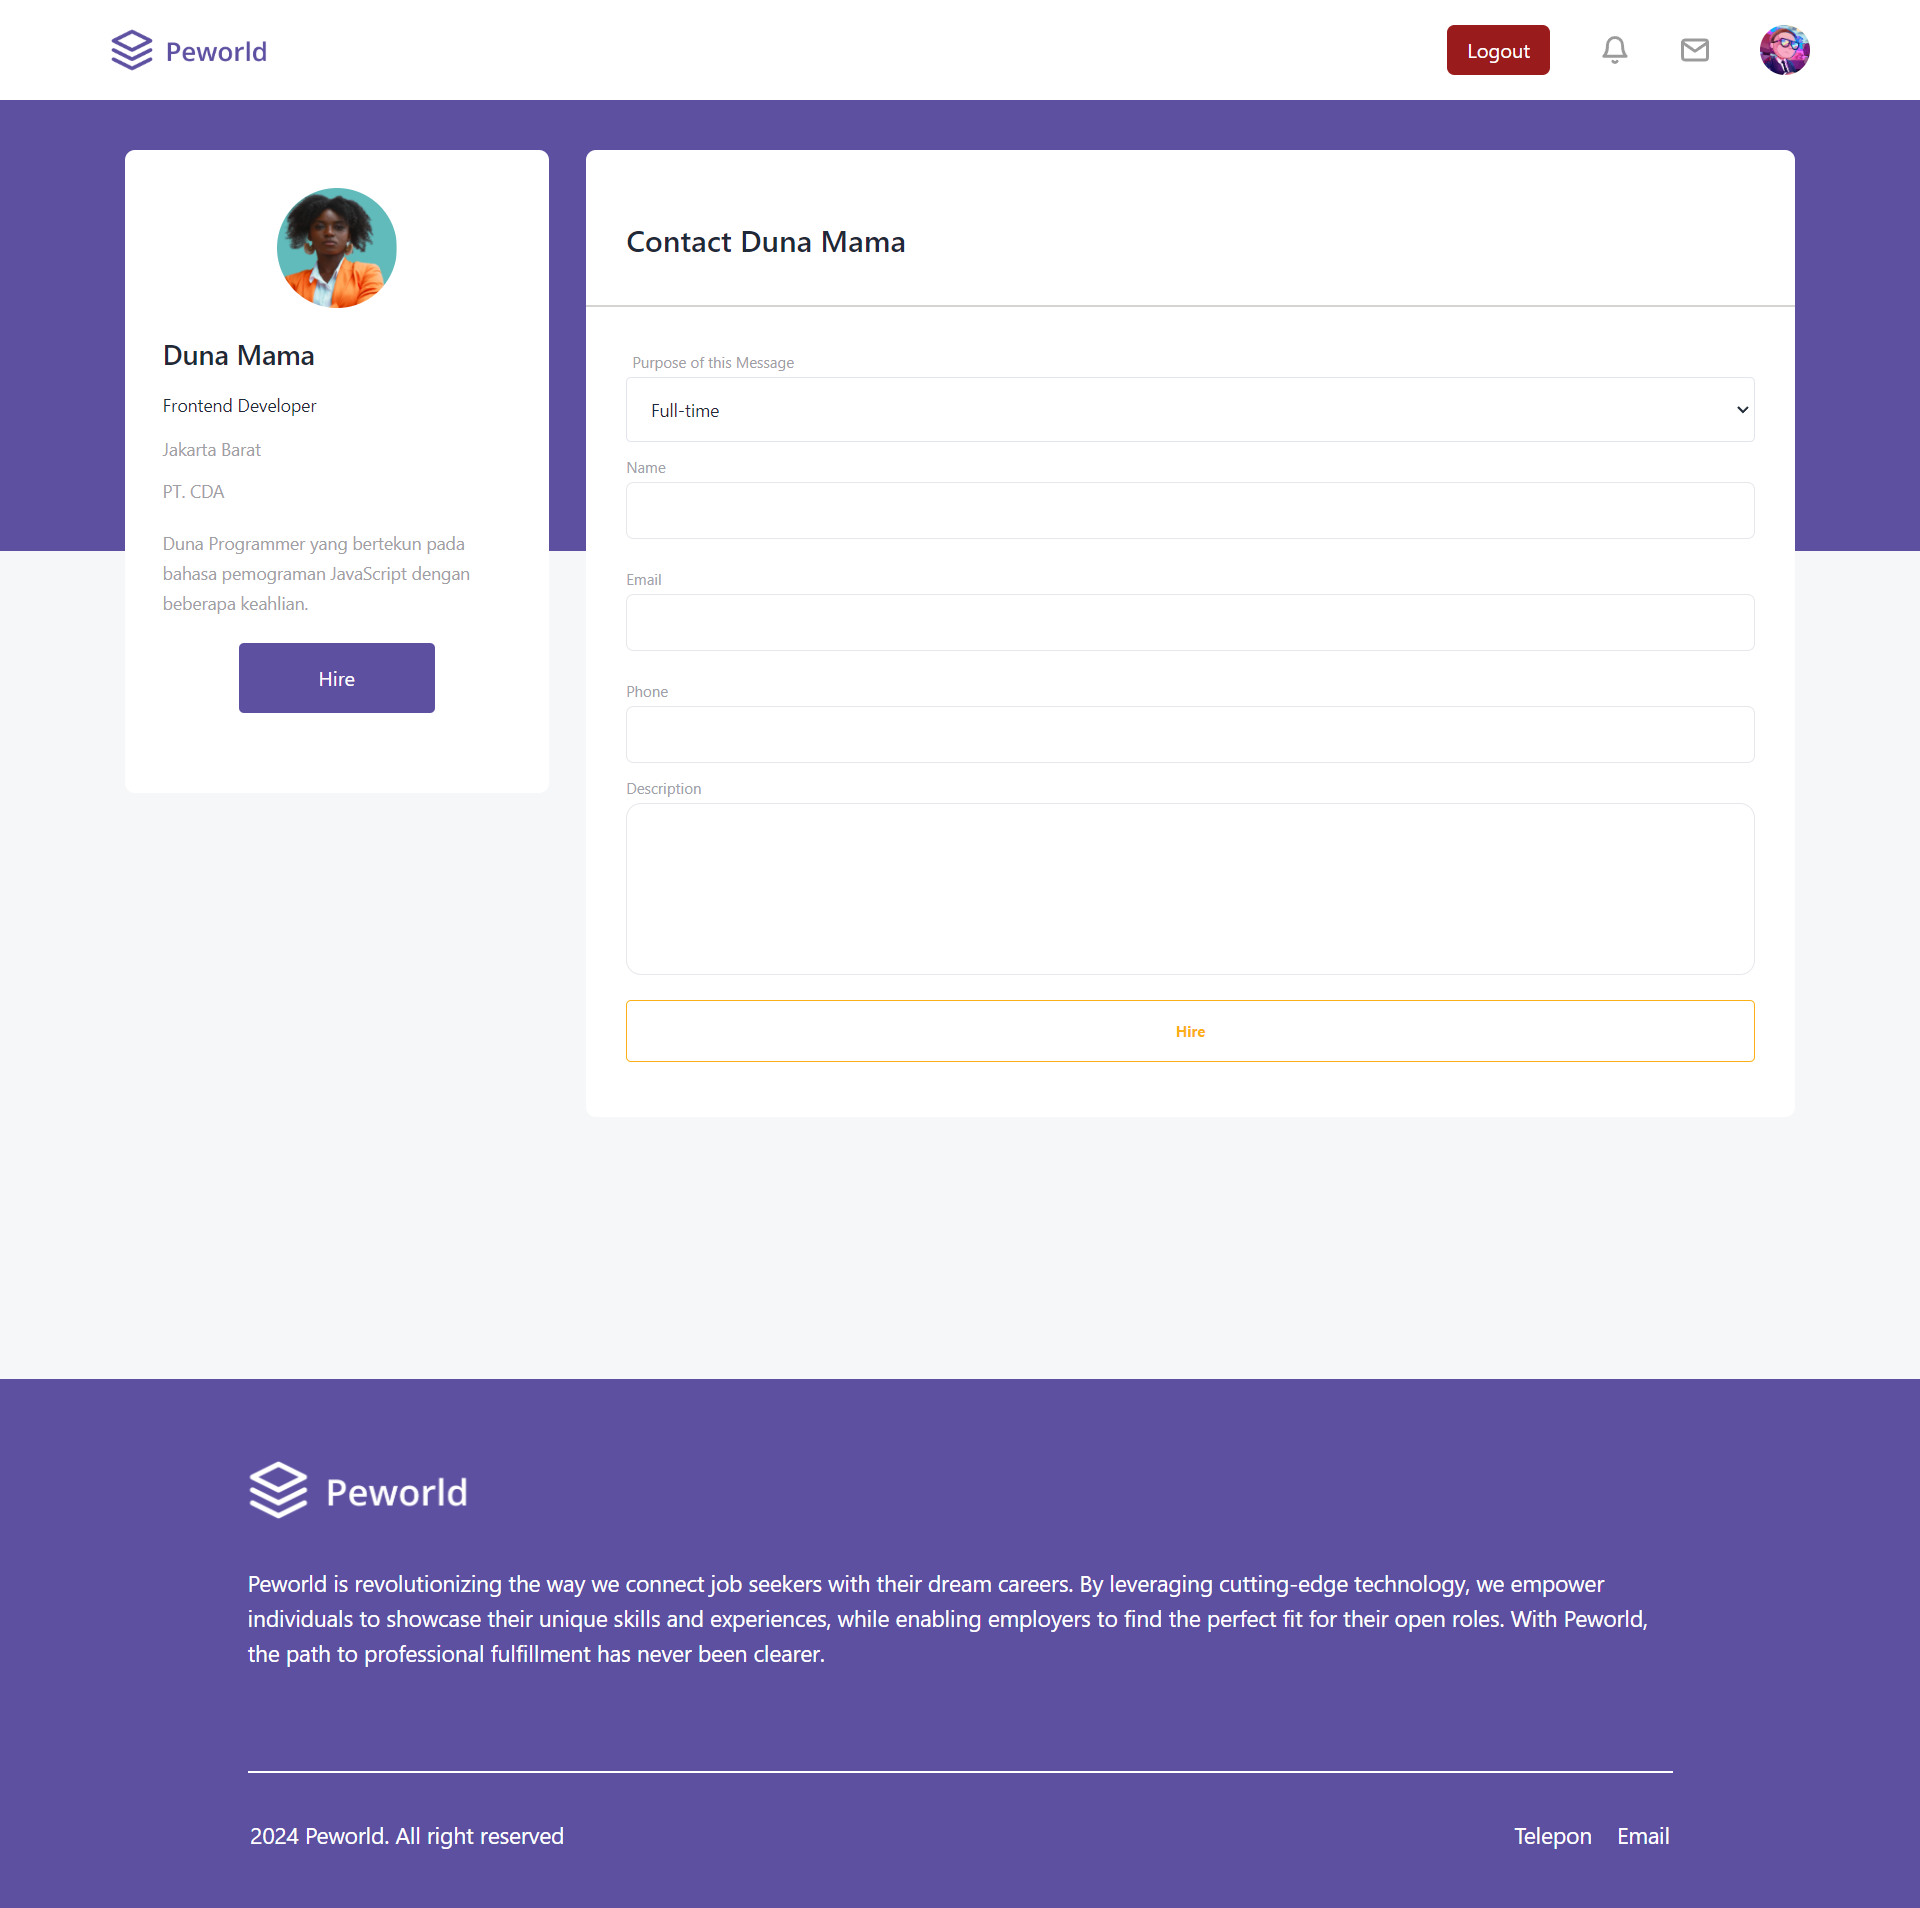 Peworld
Logout
Duna Mama
Frontend Developer
Jakarta Barat
PT. CDA
Duna Programmer yang bertekun pada
bahasa pemograman JavaScript dengan
beberapa keahlian.
Hire
Contact Duna Mama
Purpose of this Message
Full-time
Name
Email
Phone
Description
Hire
Peworld
Peworld is revolutionizing the way we connect job seekers with their dream careers. By leveraging cutting-edge technology, we empower
individuals to showcase their unique skills and experiences, while enabling employers to find the perfect fit for their open roles. With Peworld,
the path to professional fulfillment has never been clearer.
2024 Peworld. All right reserved
Telepon Email